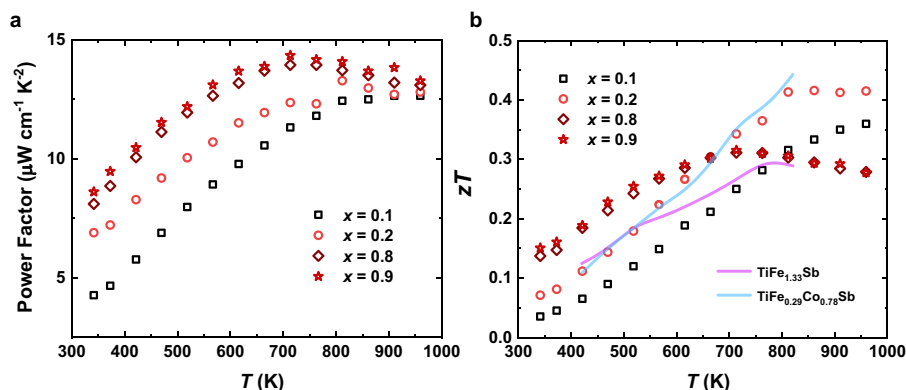 a
Power Factor (μW cm⁻¹ K⁻²)
15
10
5
x = 0.1
x = 0.2
x = 0.8
x = 0.9
300 400 500 600 700 800 900 1000
T (K)
b
zT
0.5
0.4
0.3
0.2
0.1
0.0
x = 0.1
x = 0.2
x = 0.8
x = 0.9
TiFe₁.₃₃Sb
TiFe₀.₂₉Co₀.₇₈Sb
300 400 500 600 700 800 900 1000
T (K)